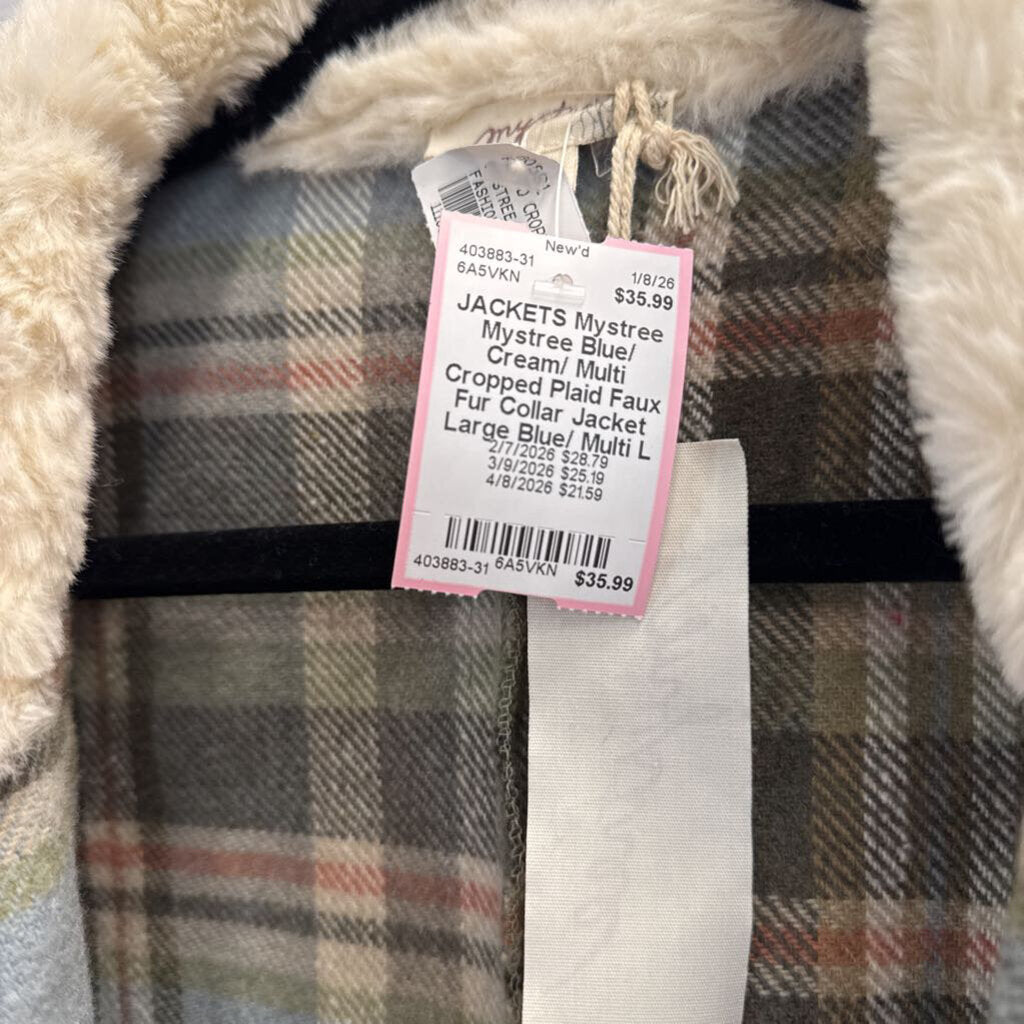 New'd
403883-31
6A5VKN
1/8/26
$35.99
JACKETS Mystree
Mystree Blue/
Cream/ Multi
Cropped Plaid Faux
Fur Collar Jacket
Large Blue/ Multi L
2/7/2026 $28.79
3/9/2026 $25.19
4/8/2026 $21.59
403883-31 6A5VKN $35.99